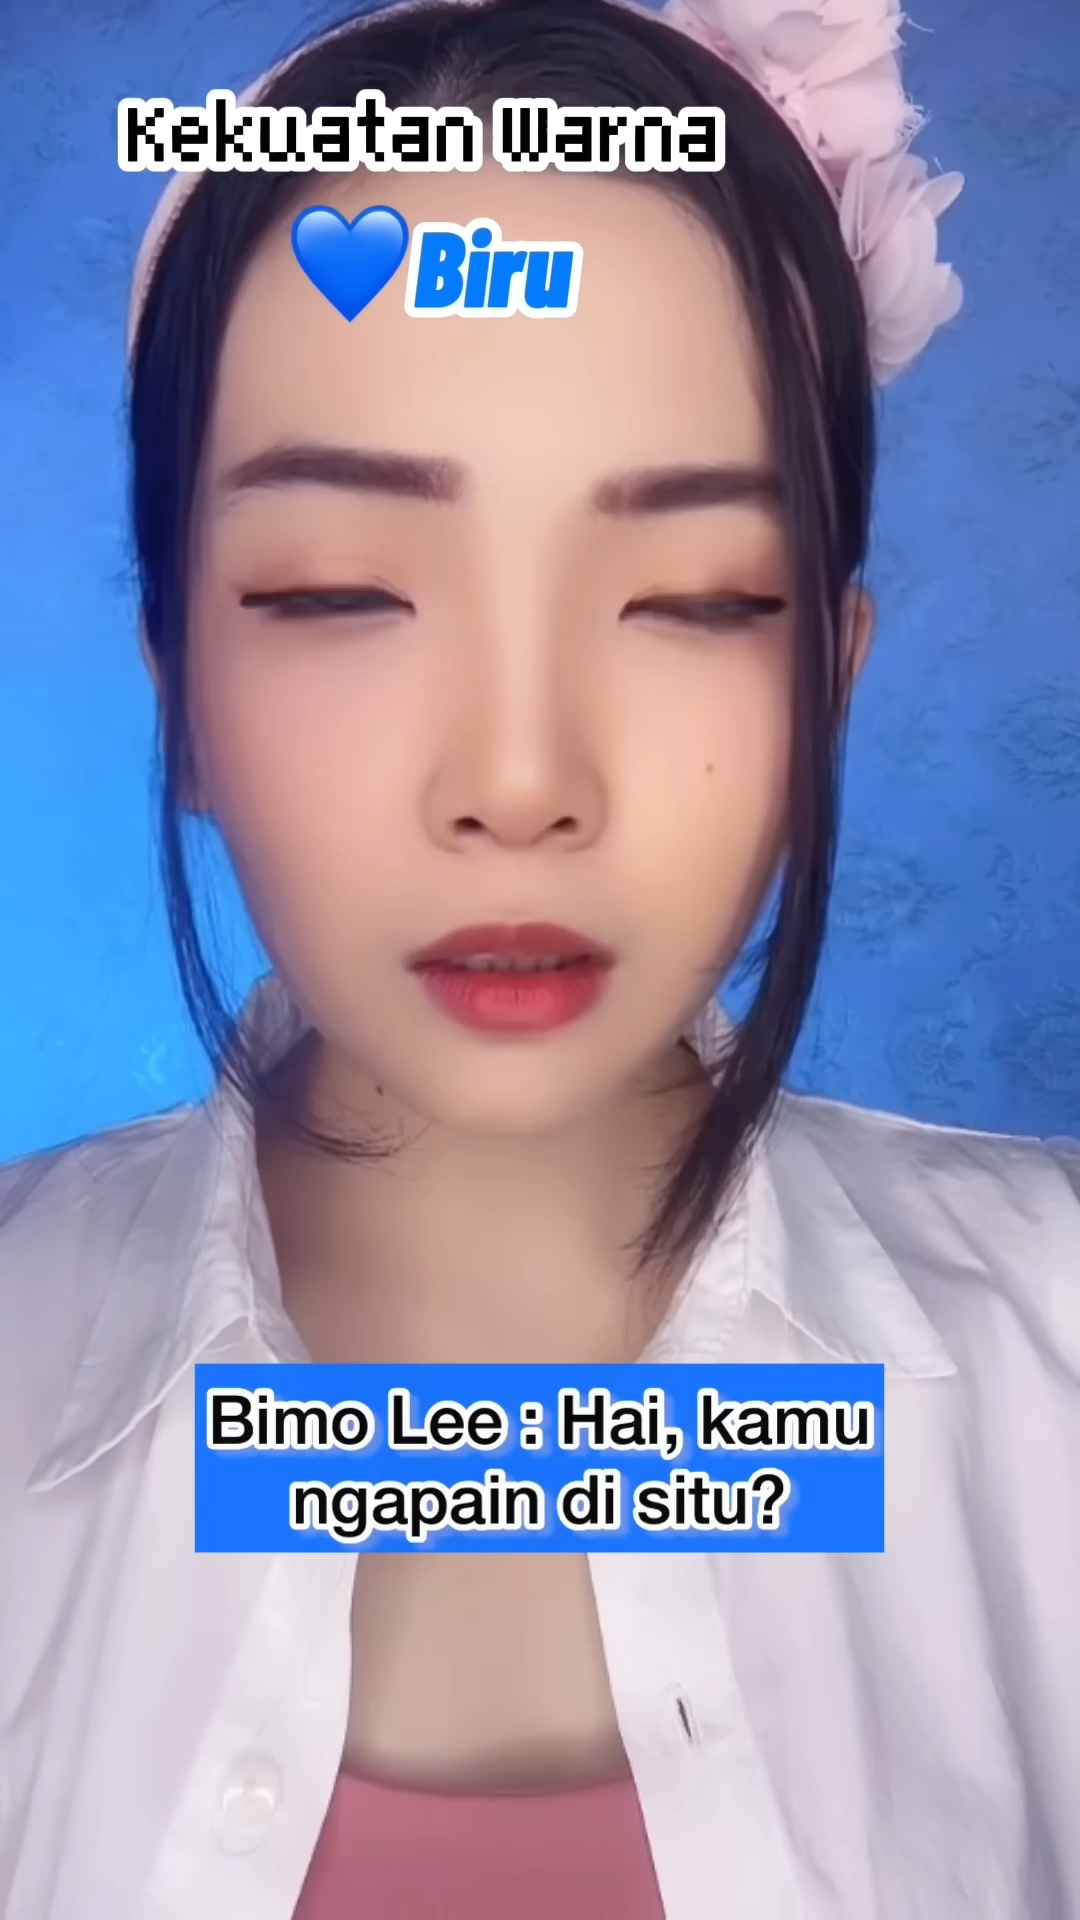 Kekuatan Warna
💙Biru
Bimo Lee : Hai, kamu
ngapain di situ?